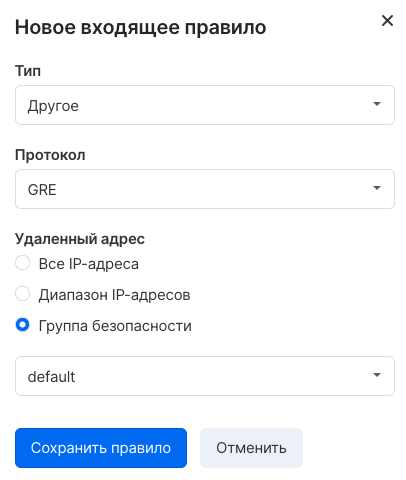 Новое входящее правило
Тип
Другое
Протокол
GRE
Удаленный адрес
Все IP-адреса
Диапазон IP-адресов
Группа безопасности
default
Сохранить правило
Отменить